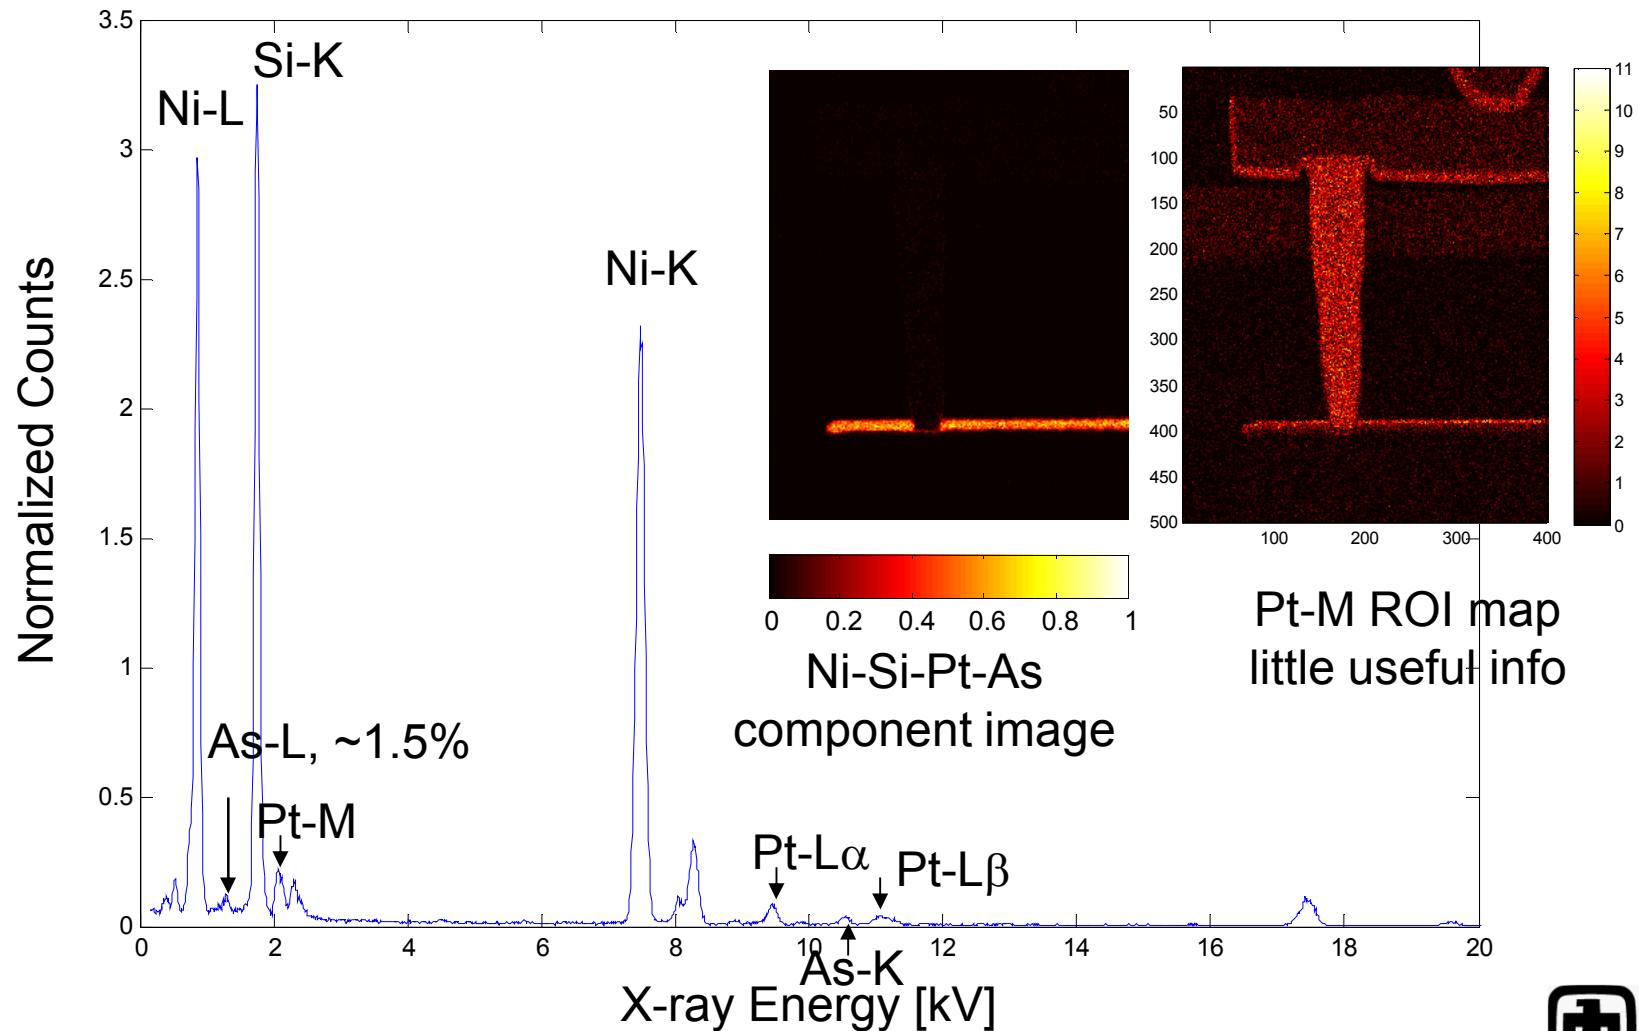 3.5
3
2.5
2
1.5
1
0.5
0
Normalized Counts
Si-K
Ni-L
Ni-K
As-L, ~1.5%
Pt-M
Pt-Lα
Pt-Lβ
As-K
0 2 4 6 8 10 12 14 16 18 20
X-ray Energy [kV]
0 0.2 0.4 0.6 0.8 1
Ni-Si-Pt-As
component image
50
100
150
200
250
300
350
400
450
500
100 200 300 400
11
10
9
8
7
6
5
4
3
2
1
0
Pt-M ROI map
little useful info